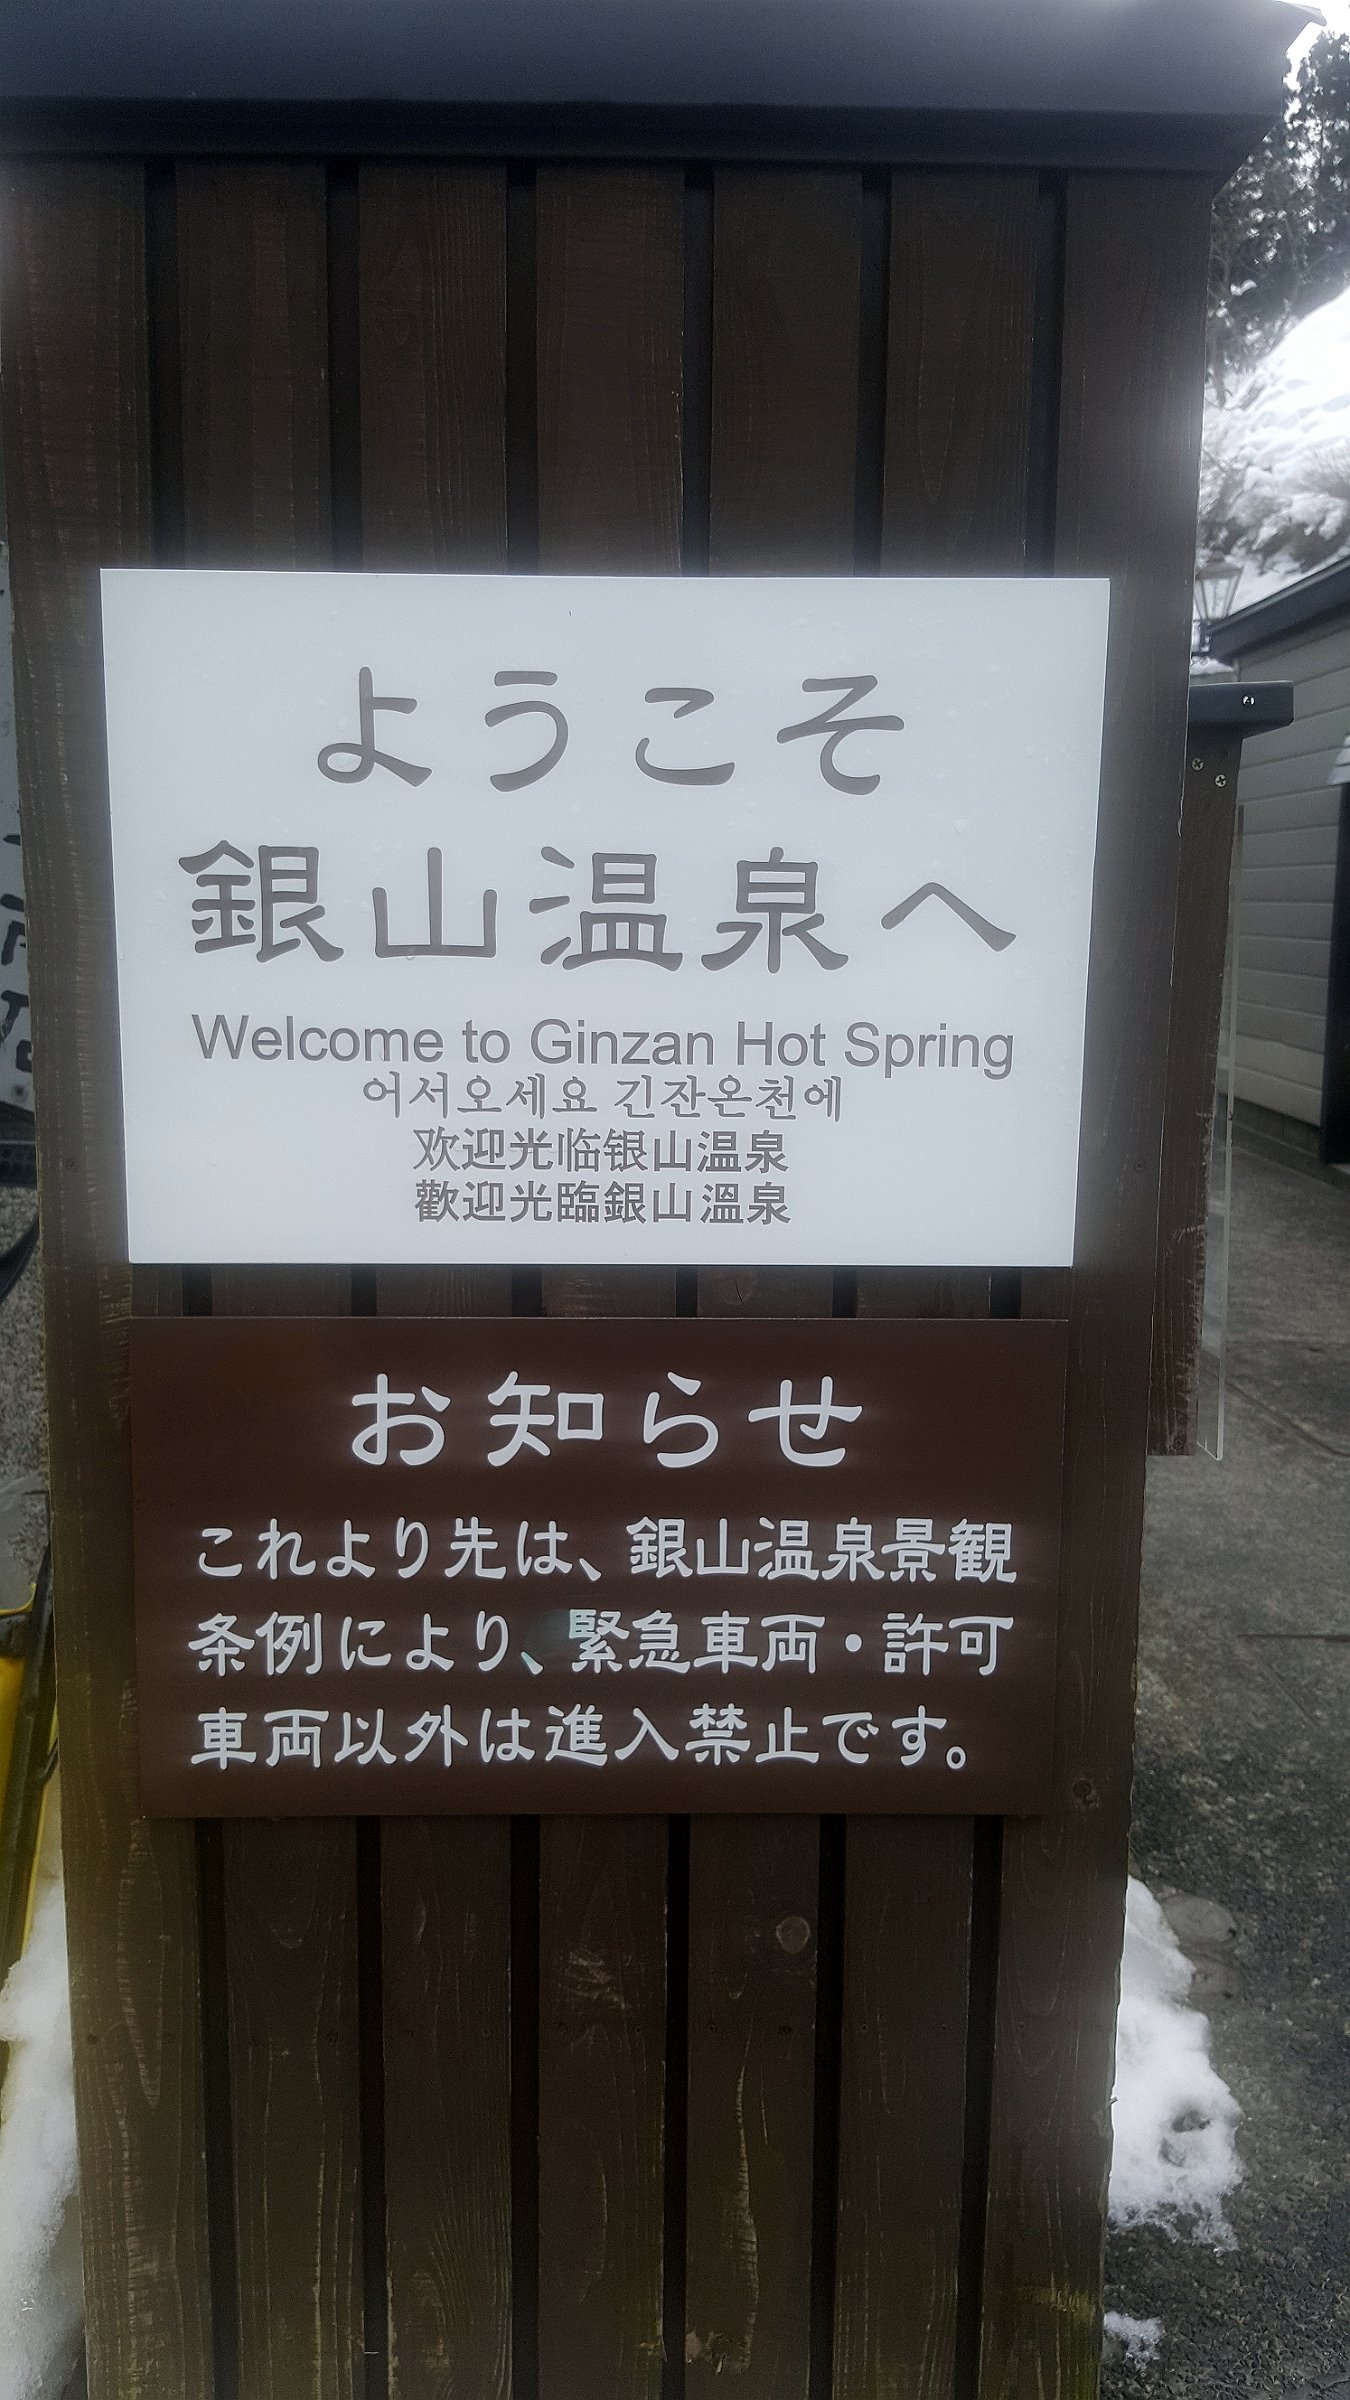 ようこそ
銀山温泉へ
Welcome to Ginzan Hot Spring
어서오세요 긴잔온천에
欢迎光临银山温泉
歡迎光臨銀山溫泉
お知らせ
これより先は、銀山温泉景観
条例により、緊急車両・許可
車両以外は進入禁止です。